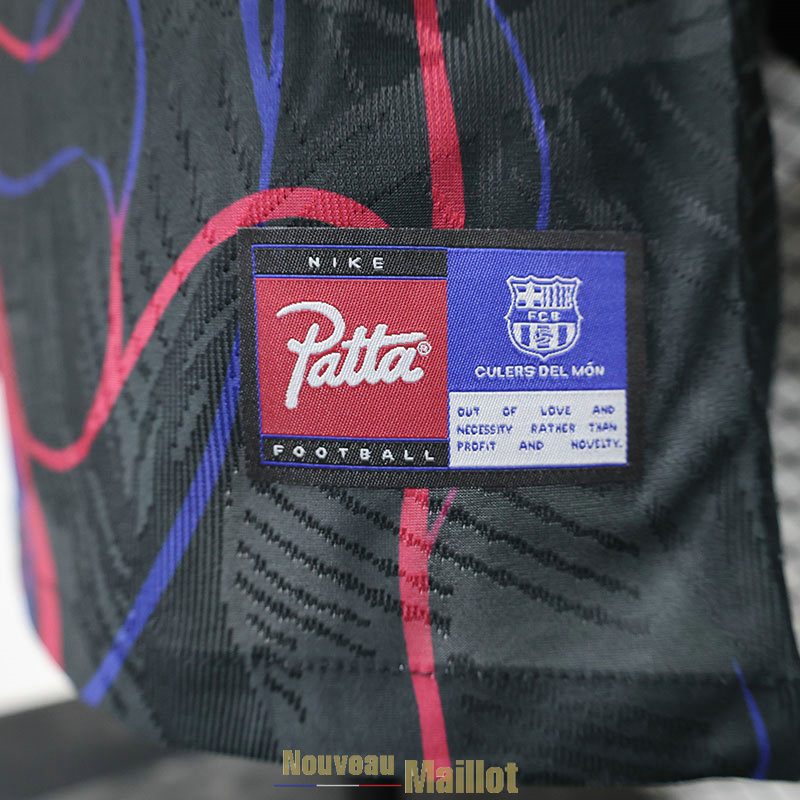 NIKE
Patta®
FOOTBALL
FCB
CULERS DEL MÓN
OUT OF LOVE AND
NECESSITY RATHER THAN
PROFIT AND NOVELTY.
Nouveau Maillot